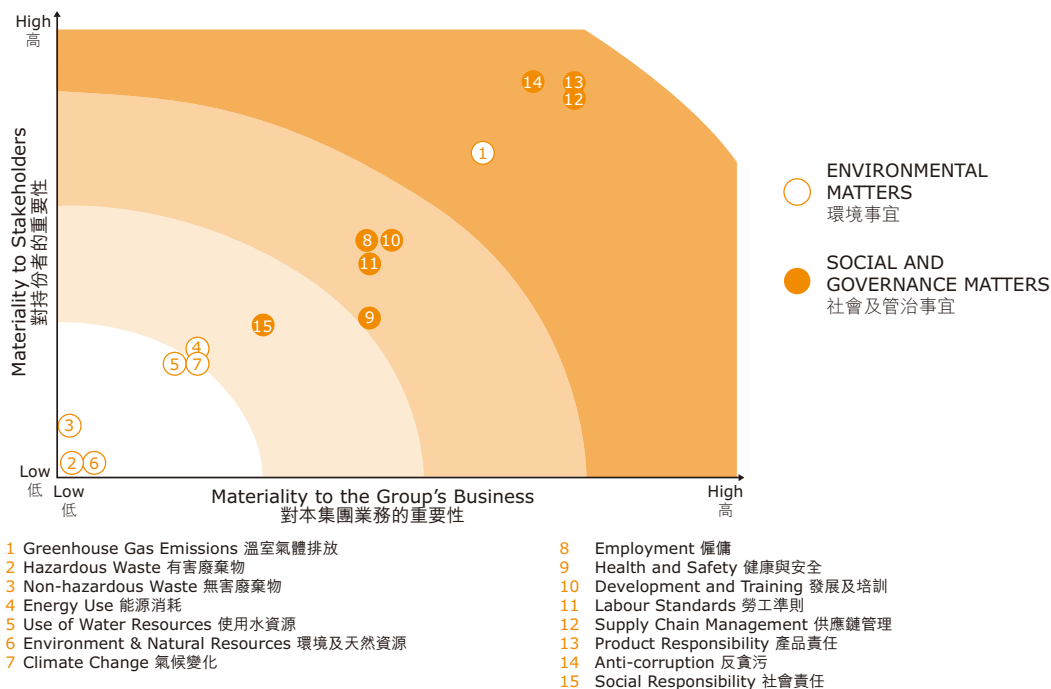 High
高
14
13
12
1
ENVIRONMENTAL
MATTERS
環境事宜
Materiality to Stakeholders
對持份者的重要性
8
10
11
SOCIAL AND
GOVERNANCE MATTERS
社會及管治事宜
9
15
4
5
7
3
2
6
Low
低
Low
低
Materiality to the Group's Business
對本集團業務的重要性
High
高
1 Greenhouse Gas Emissions 溫室氣體排放
2 Hazardous Waste 有害廢棄物
3 Non-hazardous Waste 無害廢棄物
4 Energy Use 能源消耗
5 Use of Water Resources 使用水資源
6 Environment & Natural Resources 環境及天然資源
7 Climate Change 氣候變化
8 Employment 僱傭
9 Health and Safety 健康與安全
10 Development and Training 發展及培訓
11 Labour Standards 勞工準則
12 Supply Chain Management 供應鏈管理
13 Product Responsibility 產品責任
14 Anti-corruption 反貪污
15 Social Responsibility 社會責任